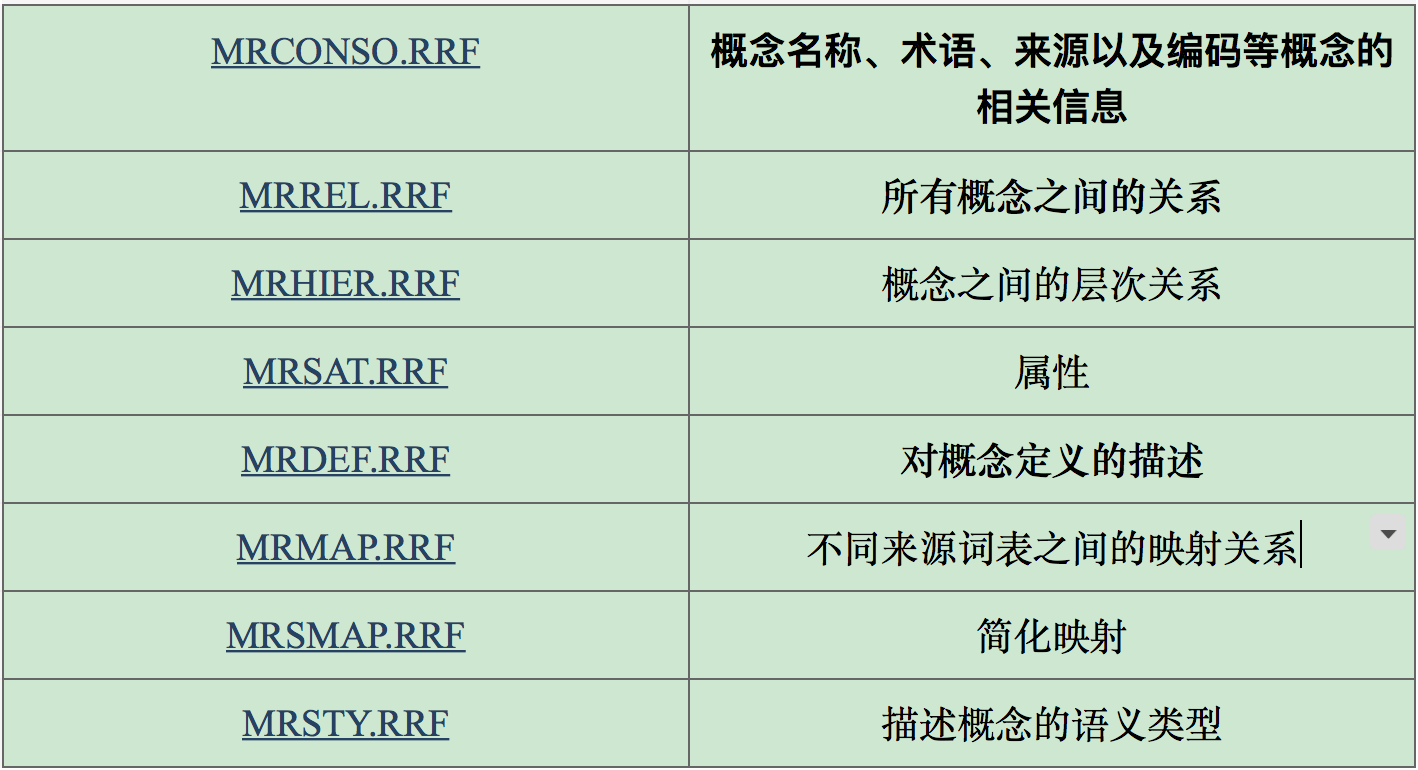 MRCONSO.RRF
概念名称、术语、来源以及编码等概念的
相关信息
MRREL.RRF
所有概念之间的关系
MRHIER.RRF
概念之间的层次关系
MRSAT.RRF
属性
MRDEF.RRF
对概念定义的描述
MRMAP.RRF
不同来源词表之间的映射关系
MRSMAP.RRF
简化映射
MRSTY.RRF
描述概念的语义类型